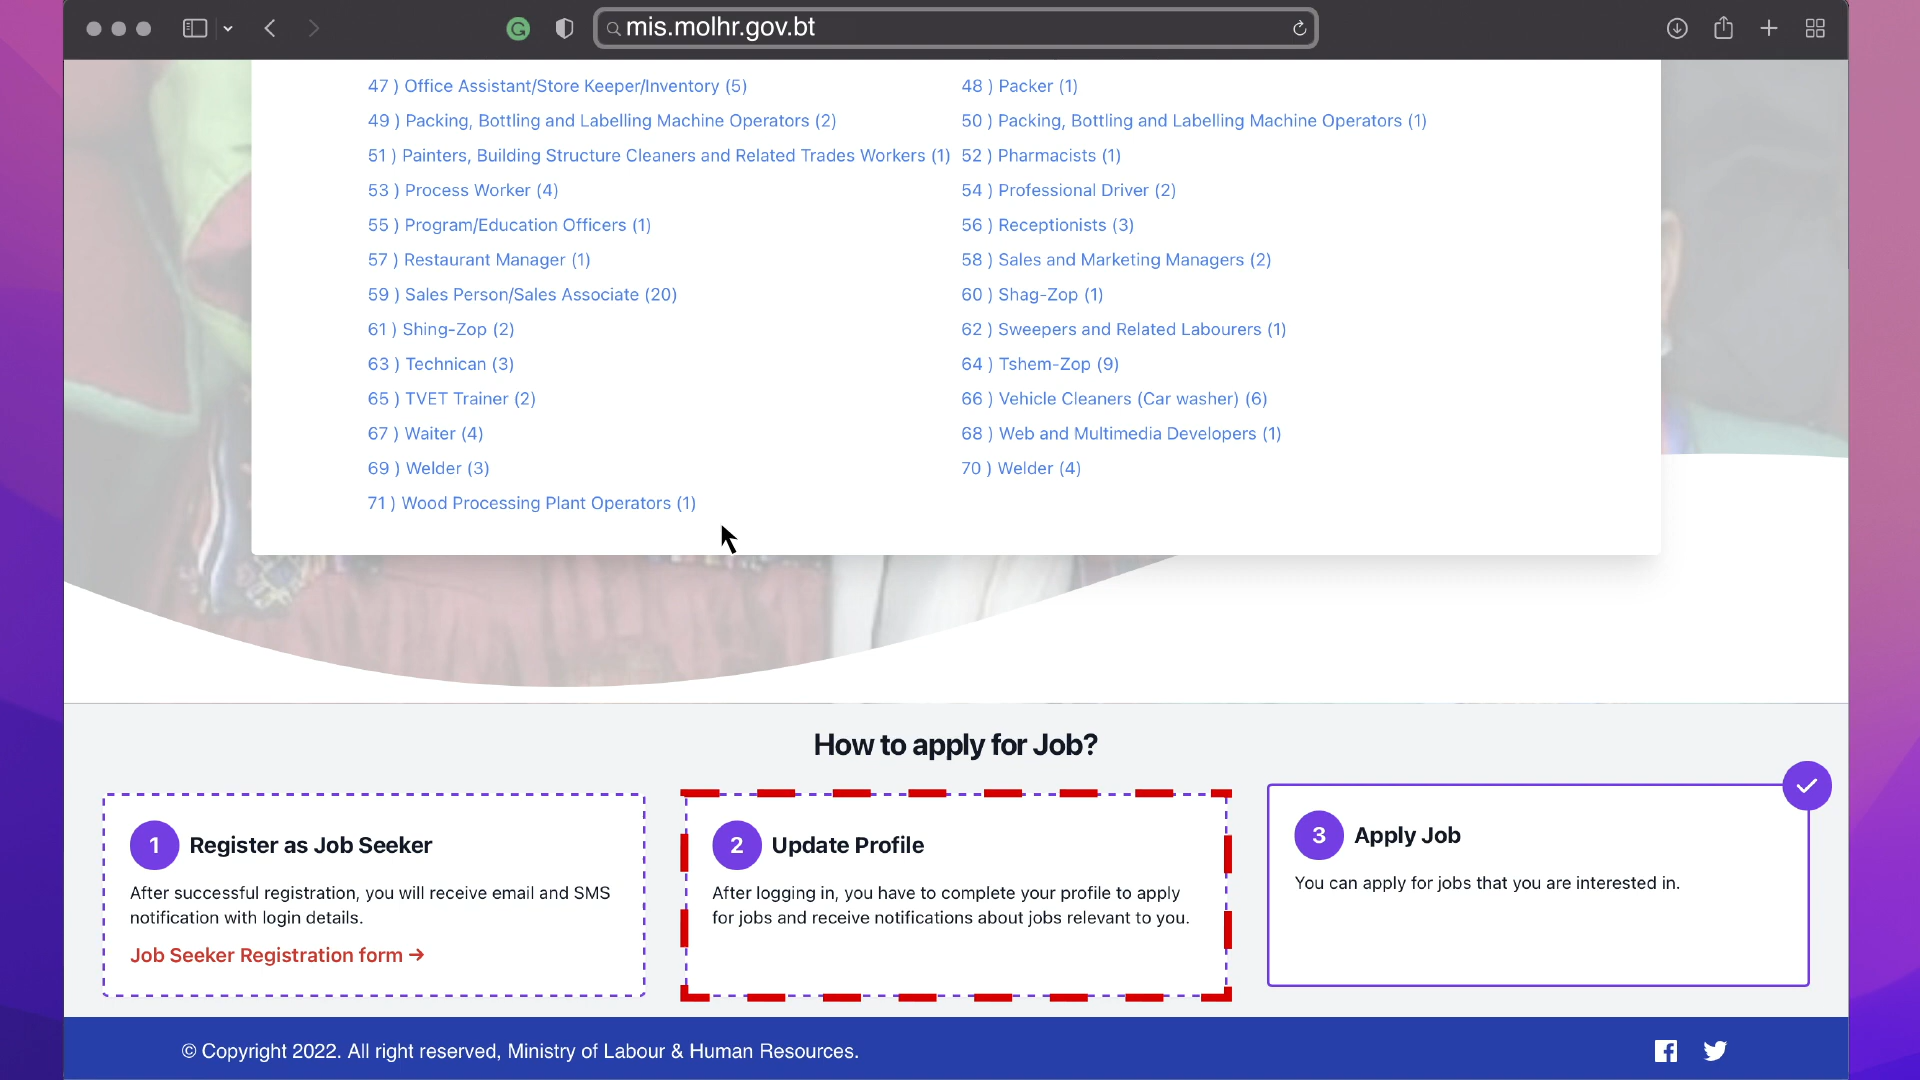 mis.molhr.gov.bt
47 ) Office Assistant/Store Keeper/Inventory (5)
48 ) Packer (1)
49 ) Packing, Bottling and Labelling Machine Operators (2)
50 ) Packing, Bottling and Labelling Machine Operators (1)
51 ) Painters, Building Structure Cleaners and Related Trades Workers (1)
52 ) Pharmacists (1)
53 ) Process Worker (4)
54 ) Professional Driver (2)
55 ) Program/Education Officers (1)
56 ) Receptionists (3)
57 ) Restaurant Manager (1)
58 ) Sales and Marketing Managers (2)
59 ) Sales Person/Sales Associate (20)
60 ) Shag-Zop (1)
61 ) Shing-Zop (2)
62 ) Sweepers and Related Labourers (1)
63 ) Technican (3)
64 ) Tshem-Zop (9)
65 ) TVET Trainer (2)
66 ) Vehicle Cleaners (Car washer) (6)
67 ) Waiter (4)
68 ) Web and Multimedia Developers (1)
69 ) Welder (3)
70 ) Welder (4)
71 ) Wood Processing Plant Operators (1)
How to apply for Job?
1 Register as Job Seeker
After successful registration, you will receive email and SMS
notification with login details.
Job Seeker Registration form →
2 Update Profile
After logging in, you have to complete your profile to apply
for jobs and receive notifications about jobs relevant to you.
3 Apply Job
You can apply for jobs that you are interested in.
© Copyright 2022. All right reserved, Ministry of Labour & Human Resources.